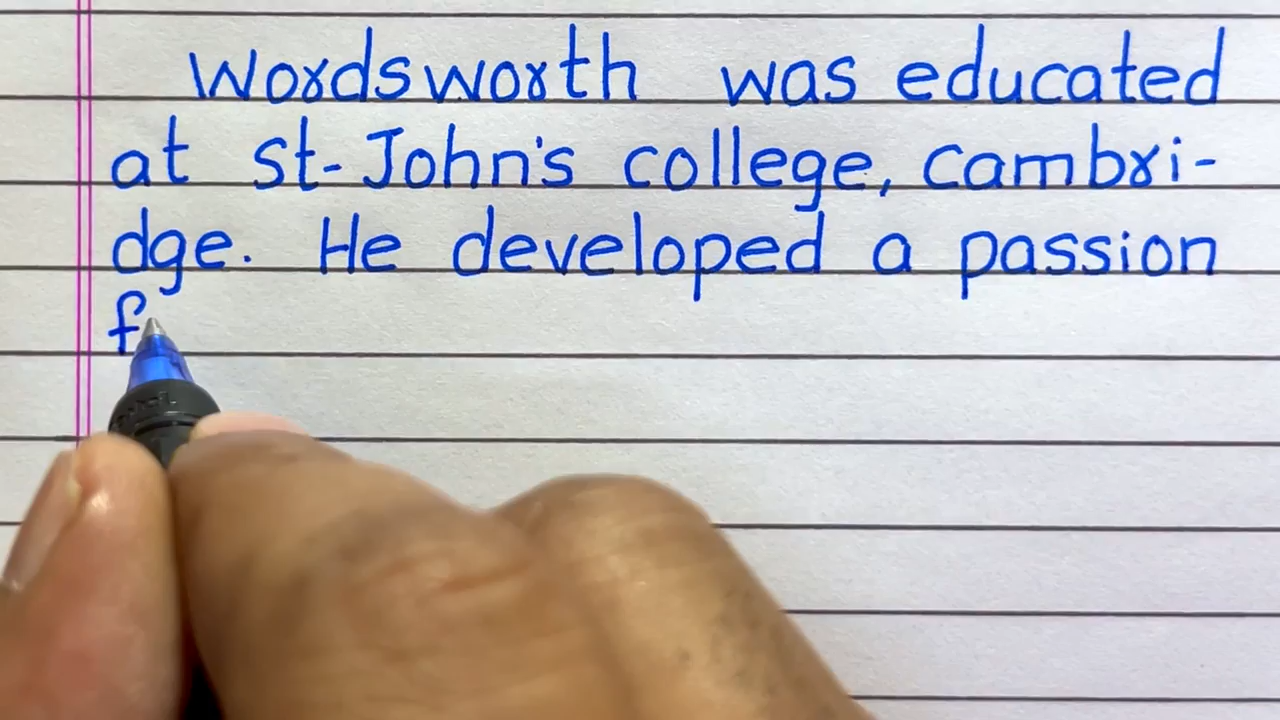 Wordsworth was educated
at st-John's college, Cambri-
dge. He developed a passion
f